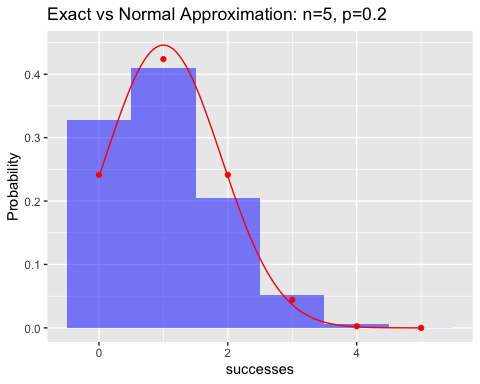 Exact vs Normal Approximation: n=5, p=0.2
Probability
0.4
0.3
0.2
0.1
0.0
0 2 4
successes